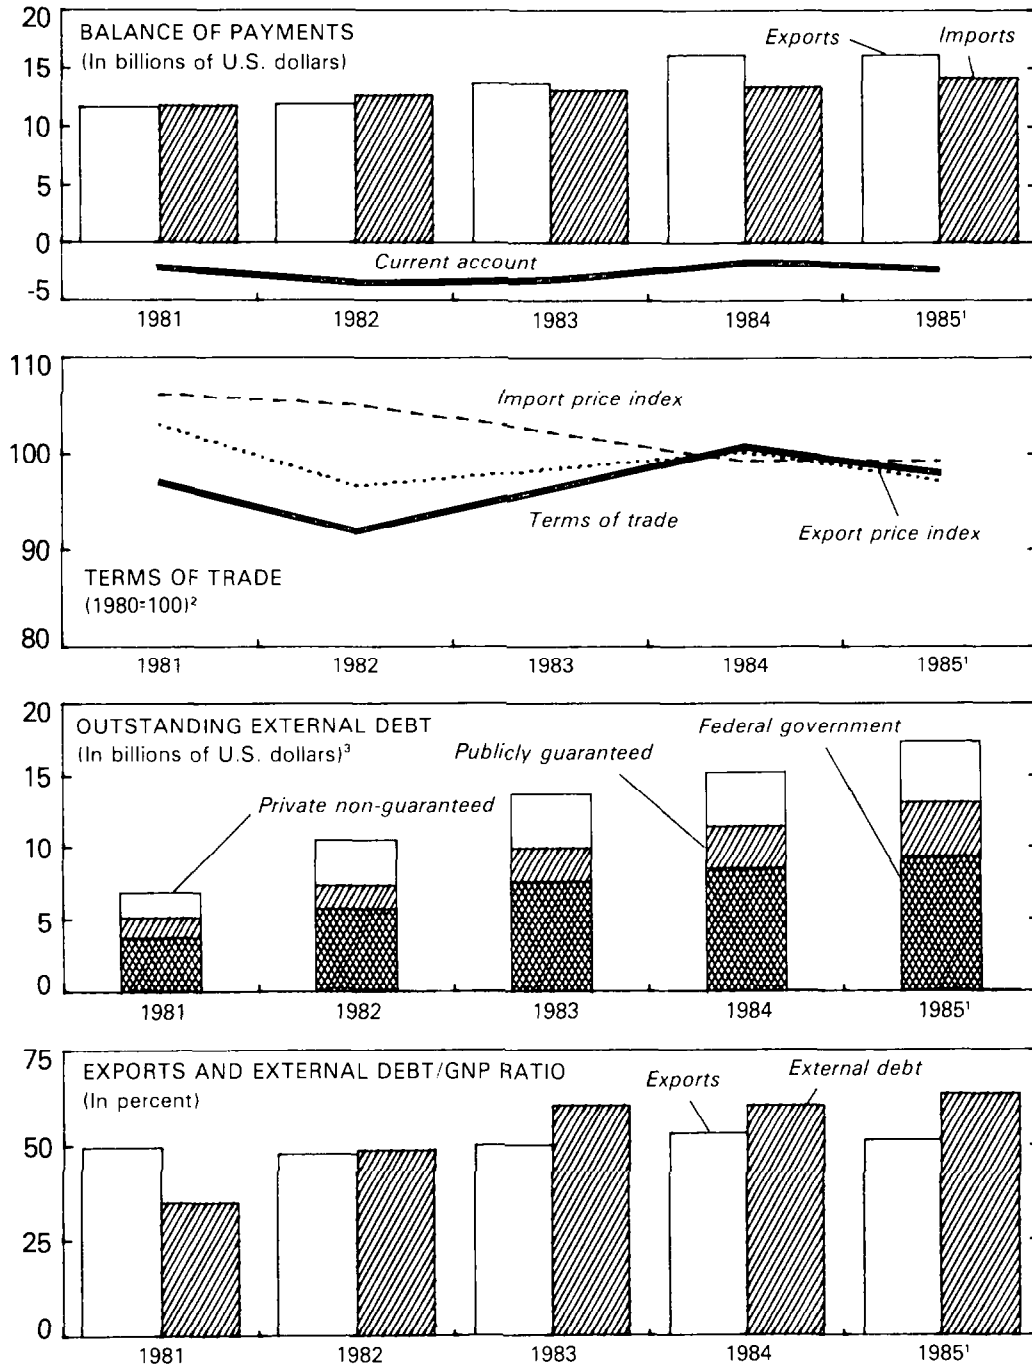 20
BALANCE OF PAYMENTS
(In billions of U.S. dollars)
Exports
Imports
15
10
5
0
Current account
-5
1981 1982 1983 1984 1985¹
110
Import price index
100
Terms of trade
Export price index
90
TERMS OF TRADE
(1980=100)²
80
1981 1982 1983 1984 1985¹
20
OUTSTANDING EXTERNAL DEBT
(In billions of U.S. dollars)³
Federal government
Publicly guaranteed
15
Private non-guaranteed
10
5
0
1981 1982 1983 1984 1985¹
75
EXPORTS AND EXTERNAL DEBT/GNP RATIO
(In percent)
Exports
External debt
50
25
0
1981 1982 1983 1984 1985¹